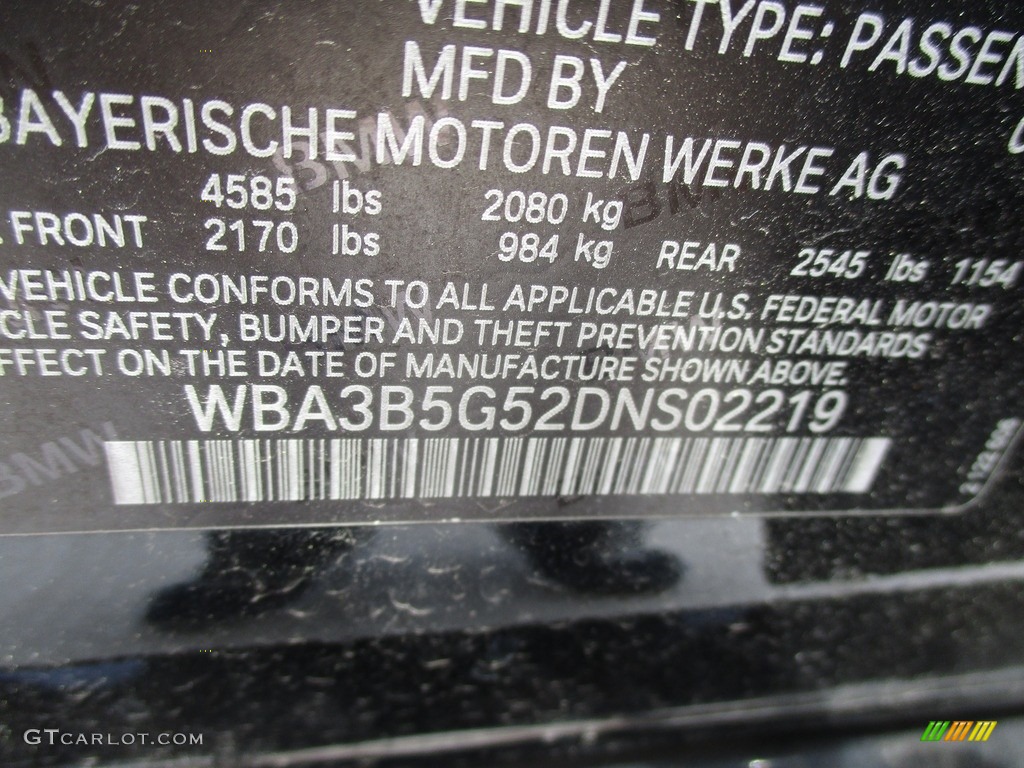 VEHICLE TYPE: PASSEN
MFD BY
BAYERISCHE MOTOREN WERKE AG
4585 lbs 2080 kg
FRONT 2170 lbs 984 kg REAR 2545 lbs 1154
VEHICLE CONFORMS TO ALL APPLICABLE U.S. FEDERAL MOTOR
CLE SAFETY, BUMPER AND THEFT PREVENTION STANDARDS
FFECT ON THE DATE OF MANUFACTURE SHOWN ABOVE.
WBA3B5G52DNS02219
BMW
GTCARLOT.COM